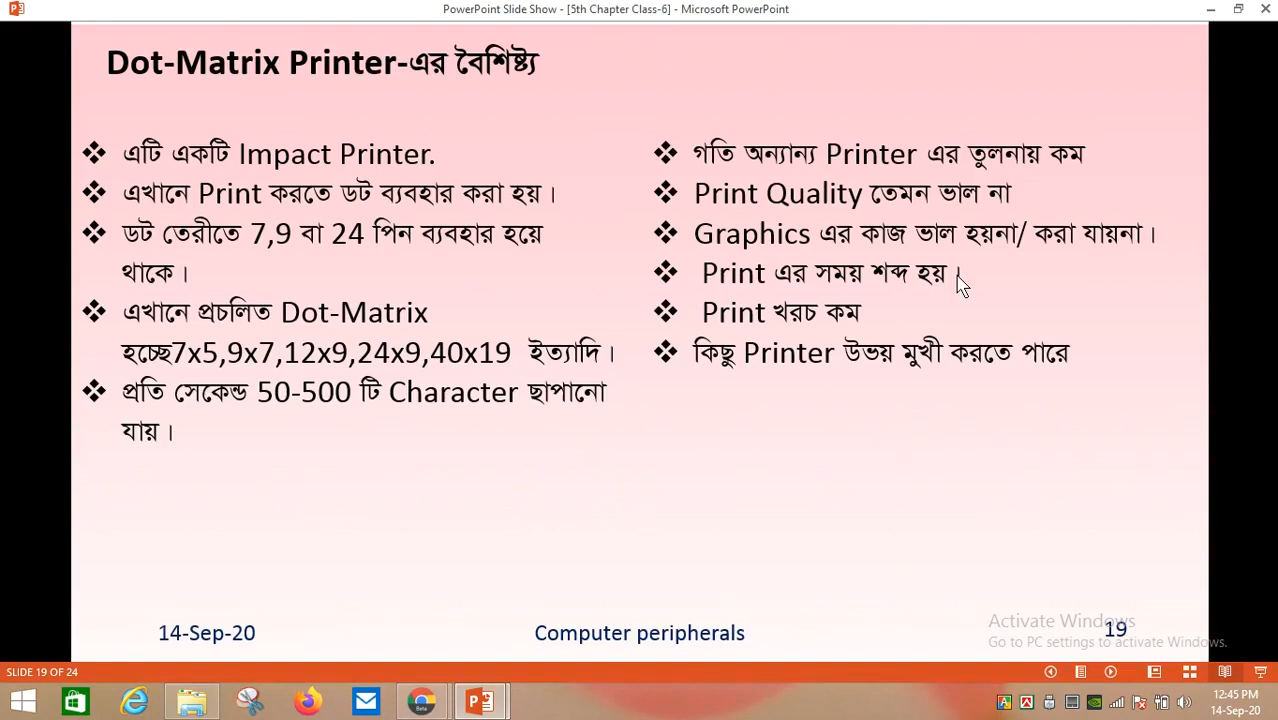 PowerPoint Slide Show - [5th Chapter Class-6] - Microsoft PowerPoint
Dot-Matrix Printer-এর বৈশিষ্ট্য
❖ এটি একটি Impact Printer.
❖ এখানে Print করতে ডট ব্যবহার করা হয়।
❖ ডট তেরীতে 7,9 বা 24 পিন ব্যবহার হয়ে
থাকে।
❖ এখানে প্রচলিত Dot-Matrix
হচ্ছে7x5,9x7,12x9,24x9,40x19 ইত্যাদি।
❖ প্রতি সেকেন্ড 50-500 টি Character ছাপানো
যায়।
❖ গতি অন্যান্য Printer এর তুলনায় কম
❖ Print Quality তেমন ভাল না
❖ Graphics এর কাজ ভাল হয়না/ করা যায়না।
❖ Print এর সময় শব্দ হয়।
❖ Print খরচ কম
❖ কিছু Printer উভয় মুখী করতে পারে
14-Sep-20
Computer peripherals
19
Activate Windows
Go to PC settings to activate Windows.
SLIDE 19 OF 24
Beta
12:45 PM
14-Sep-20